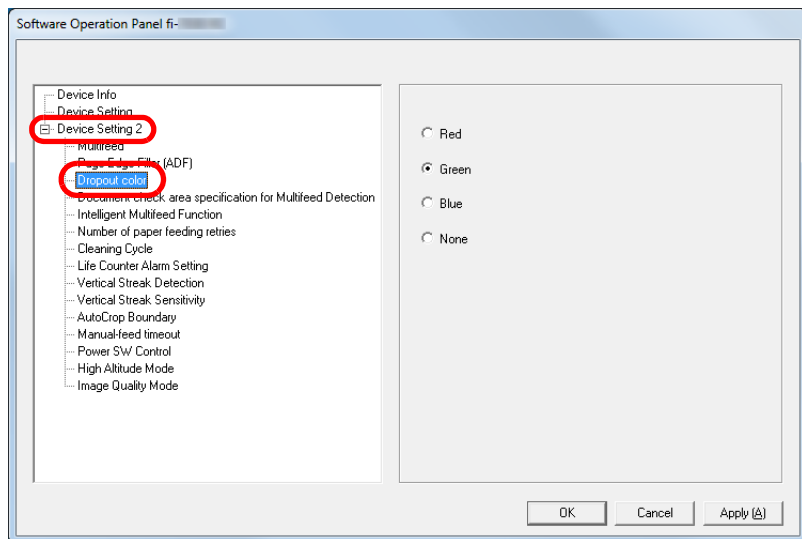 Software Operation Panel fi-
Device Info
Device Setting
Device Setting 2
Multifeed
Page Edge Filler (ADF)
Dropout color
Document check area specification for Multifeed Detection
Intelligent Multifeed Function
Number of paper feeding retries
Cleaning Cycle
Life Counter Alarm Setting
Vertical Streak Detection
Vertical Streak Sensitivity
AutoCrop Boundary
Manual-feed timeout
Power SW Control
High Altitude Mode
Image Quality Mode
Red
Green
Blue
None
OK
Cancel
Apply (A)